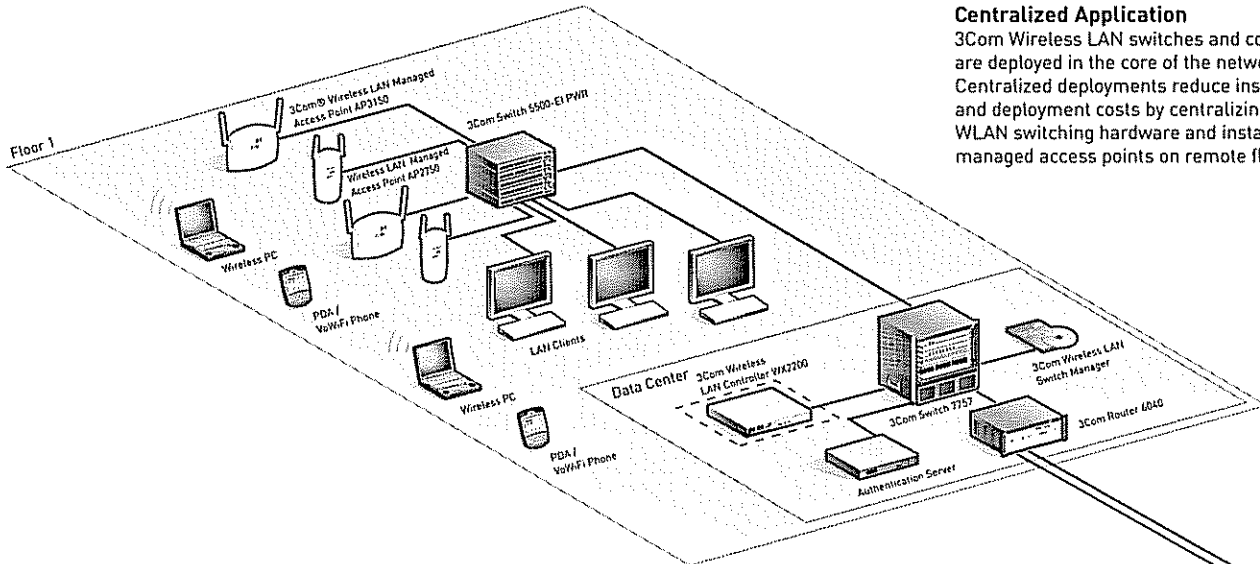 Centralized Application
3Com Wireless LAN switches and co
are deployed in the core of the netwo
Centralized deployments reduce ins
and deployment costs by centralizin
WLAN switching hardware and insta
managed access points on remote fl
Floor 1
3Com® Wireless LAN Managed
Access Point AP3150
3Com Switch 5500-EI PWR
Wireless LAN Managed
Access Point AP2750
Wireless PC
PDA /
VoWiFi Phone
LAN Clients
Wireless PC
PDA /
VoWiFi Phone
Data Center
3Com Wireless
LAN Controller WX2200
3Com Switch 7757
3Com Wireless LAN
Switch Manager
3Com Router 6040
Authentication Server